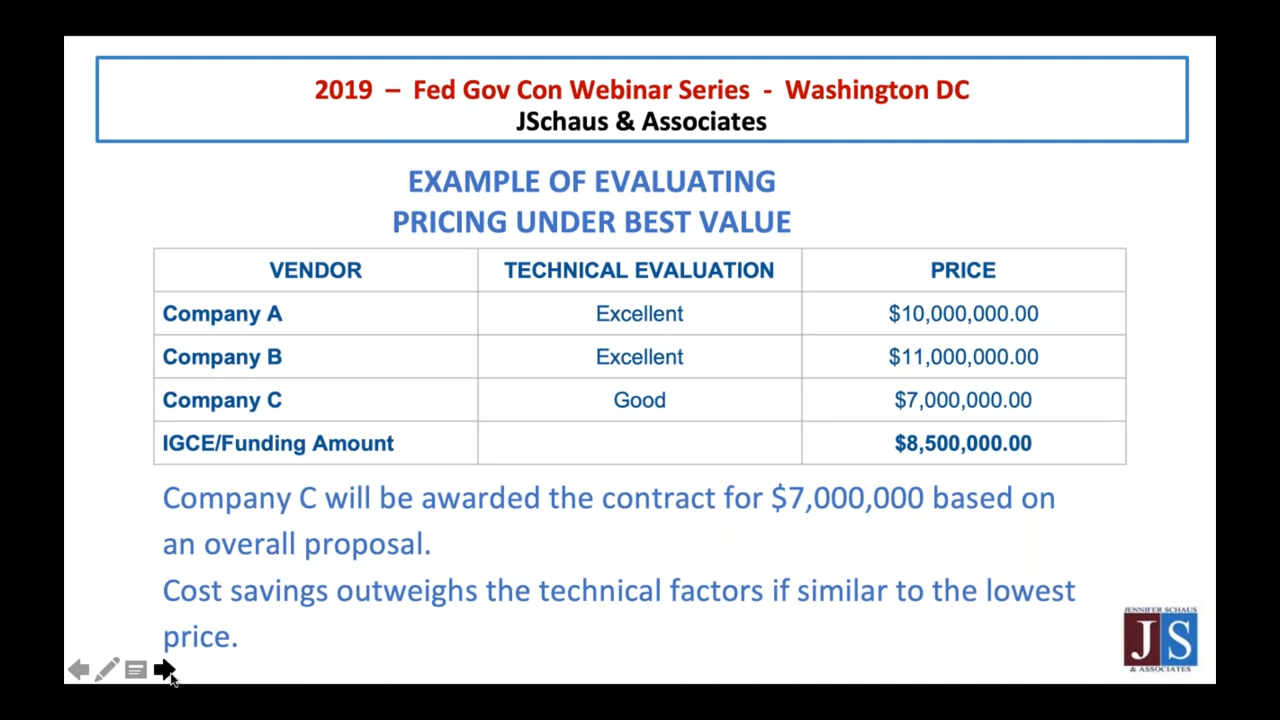 2019 – Fed Gov Con Webinar Series - Washington DC
JSchaus & Associates
EXAMPLE OF EVALUATING
PRICING UNDER BEST VALUE
VENDOR TECHNICAL EVALUATION PRICE
Company A Excellent $10,000,000.00
Company B Excellent $11,000,000.00
Company C Good $7,000,000.00
IGCE/Funding Amount $8,500,000.00
Company C will be awarded the contract for $7,000,000 based on
an overall proposal.
Cost savings outweighs the technical factors if similar to the lowest
price.
JENNIFER SCHAUS
JS
& ASSOCIATES